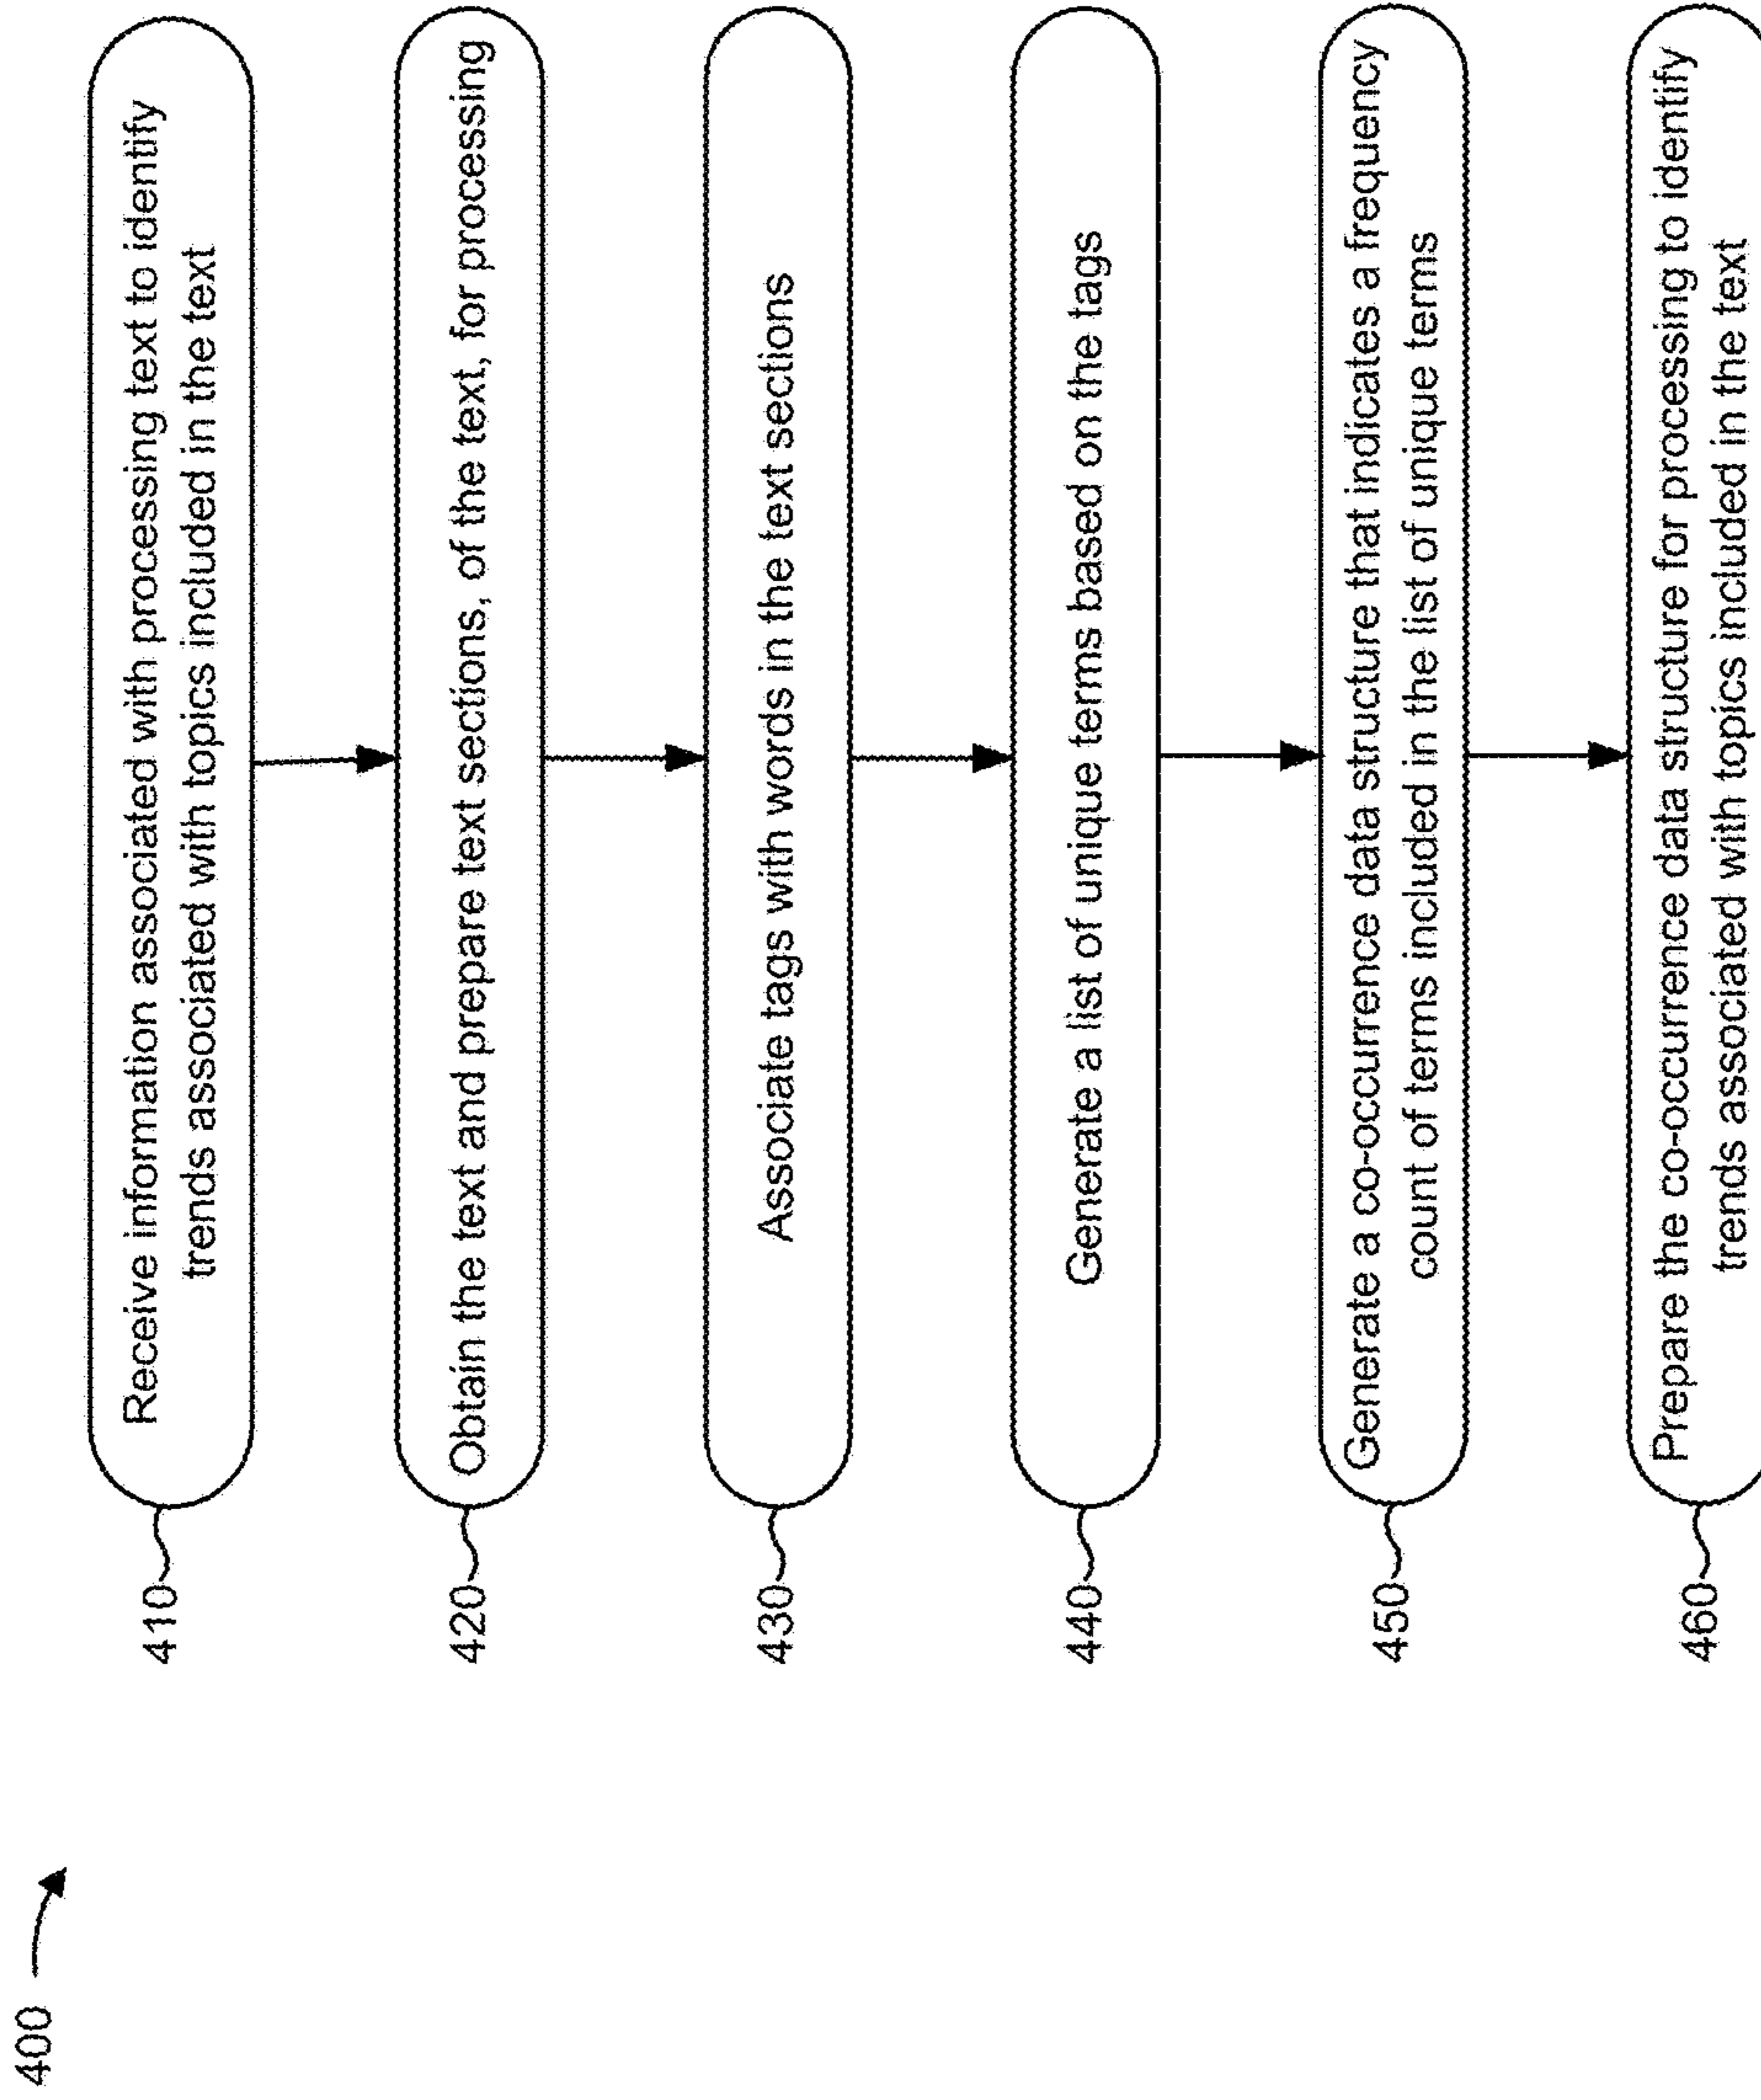 400
410
Receive information associated with processing text to identify
trends associated with topics included in the text
420
Obtain the text and prepare text sections, of the text, for processing
430
Associate tags with words in the text sections
440
Generate a list of unique terms based on the tags
450
Generate a co-occurrence data structure that indicates a frequency
count of terms included in the list of unique terms
460
Prepare the co-occurrence data structure for processing to identify
trends associated with topics included in the text